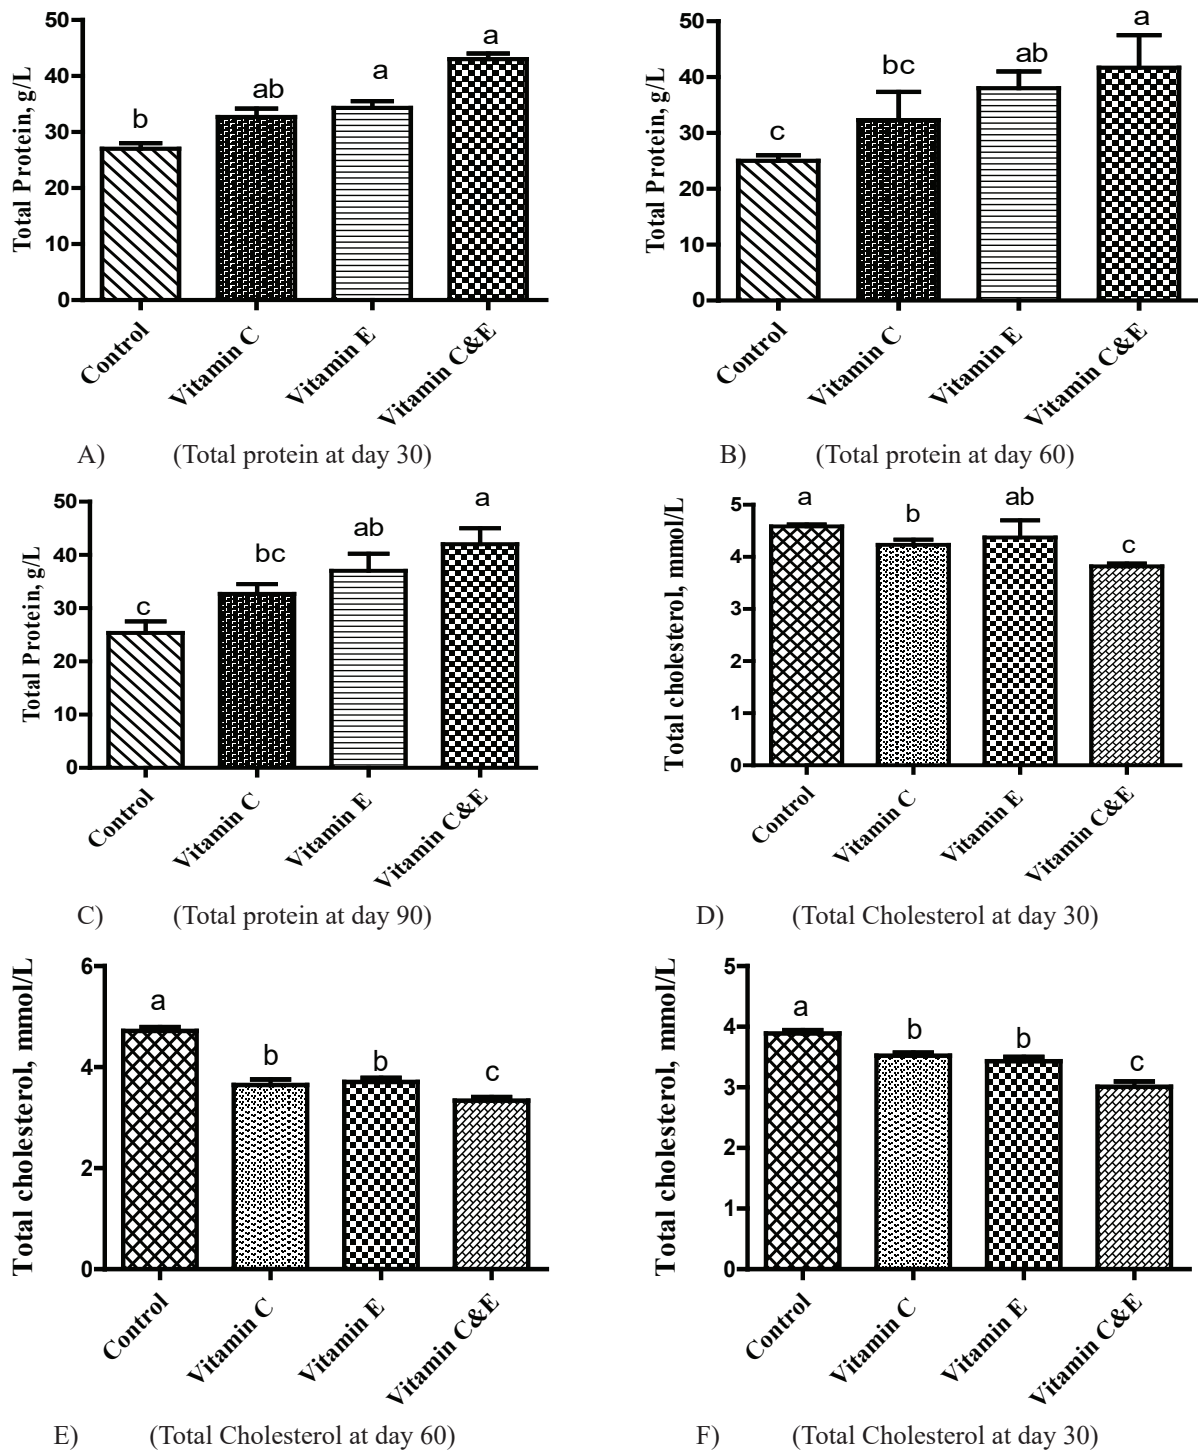 50
40
30
20
10
0
Total Protein, g/L
b
ab
a
a
Control
Vitamin C
Vitamin E
Vitamin C&E
A) (Total protein at day 30)
50
40
30
20
10
0
Total Protein, g/L
c
bc
ab
a
Control
Vitamin C
Vitamin E
Vitamin C&E
B) (Total protein at day 60)
50
40
30
20
10
0
Total Protein, g/L
c
bc
ab
a
Control
Vitamin C
Vitamin E
Vitamin C&E
C) (Total protein at day 90)
5
4
3
2
1
0
Total cholesterol, mmol/L
a
b
ab
c
Control
Vitamin C
Vitamin E
Vitamin C&E
D) (Total Cholesterol at day 30)
6
4
2
0
Total cholesterol, mmol/L
a
b
b
c
Control
Vitamin C
Vitamin E
Vitamin C&E
E) (Total Cholesterol at day 60)
5
4
3
2
1
0
Total cholesterol, mmol/L
a
b
b
c
Control
Vitamin C
Vitamin E
Vitamin C&E
F) (Total Cholesterol at day 30)